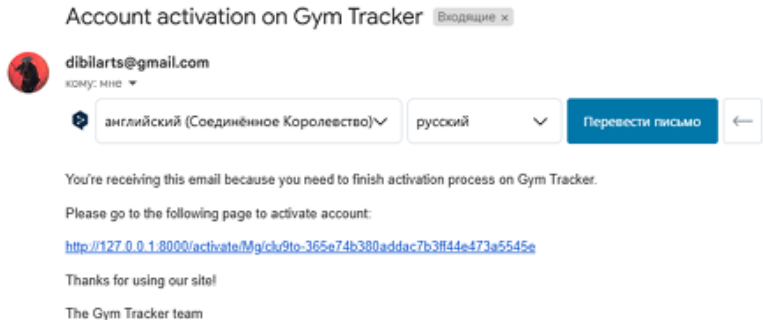 Account activation on Gym Tracker Входящие ×
dibilarts@gmail.com
кому: мне
английский (Соединённое Королевство) русский Перевести письмо
You're receiving this email because you need to finish activation process on Gym Tracker.
Please go to the following page to activate account:
http://127.0.0.1:8000/activate/Mg/clu9to-365e74b380addac7b3ff44e473a5545e
Thanks for using our site!
The Gym Tracker team